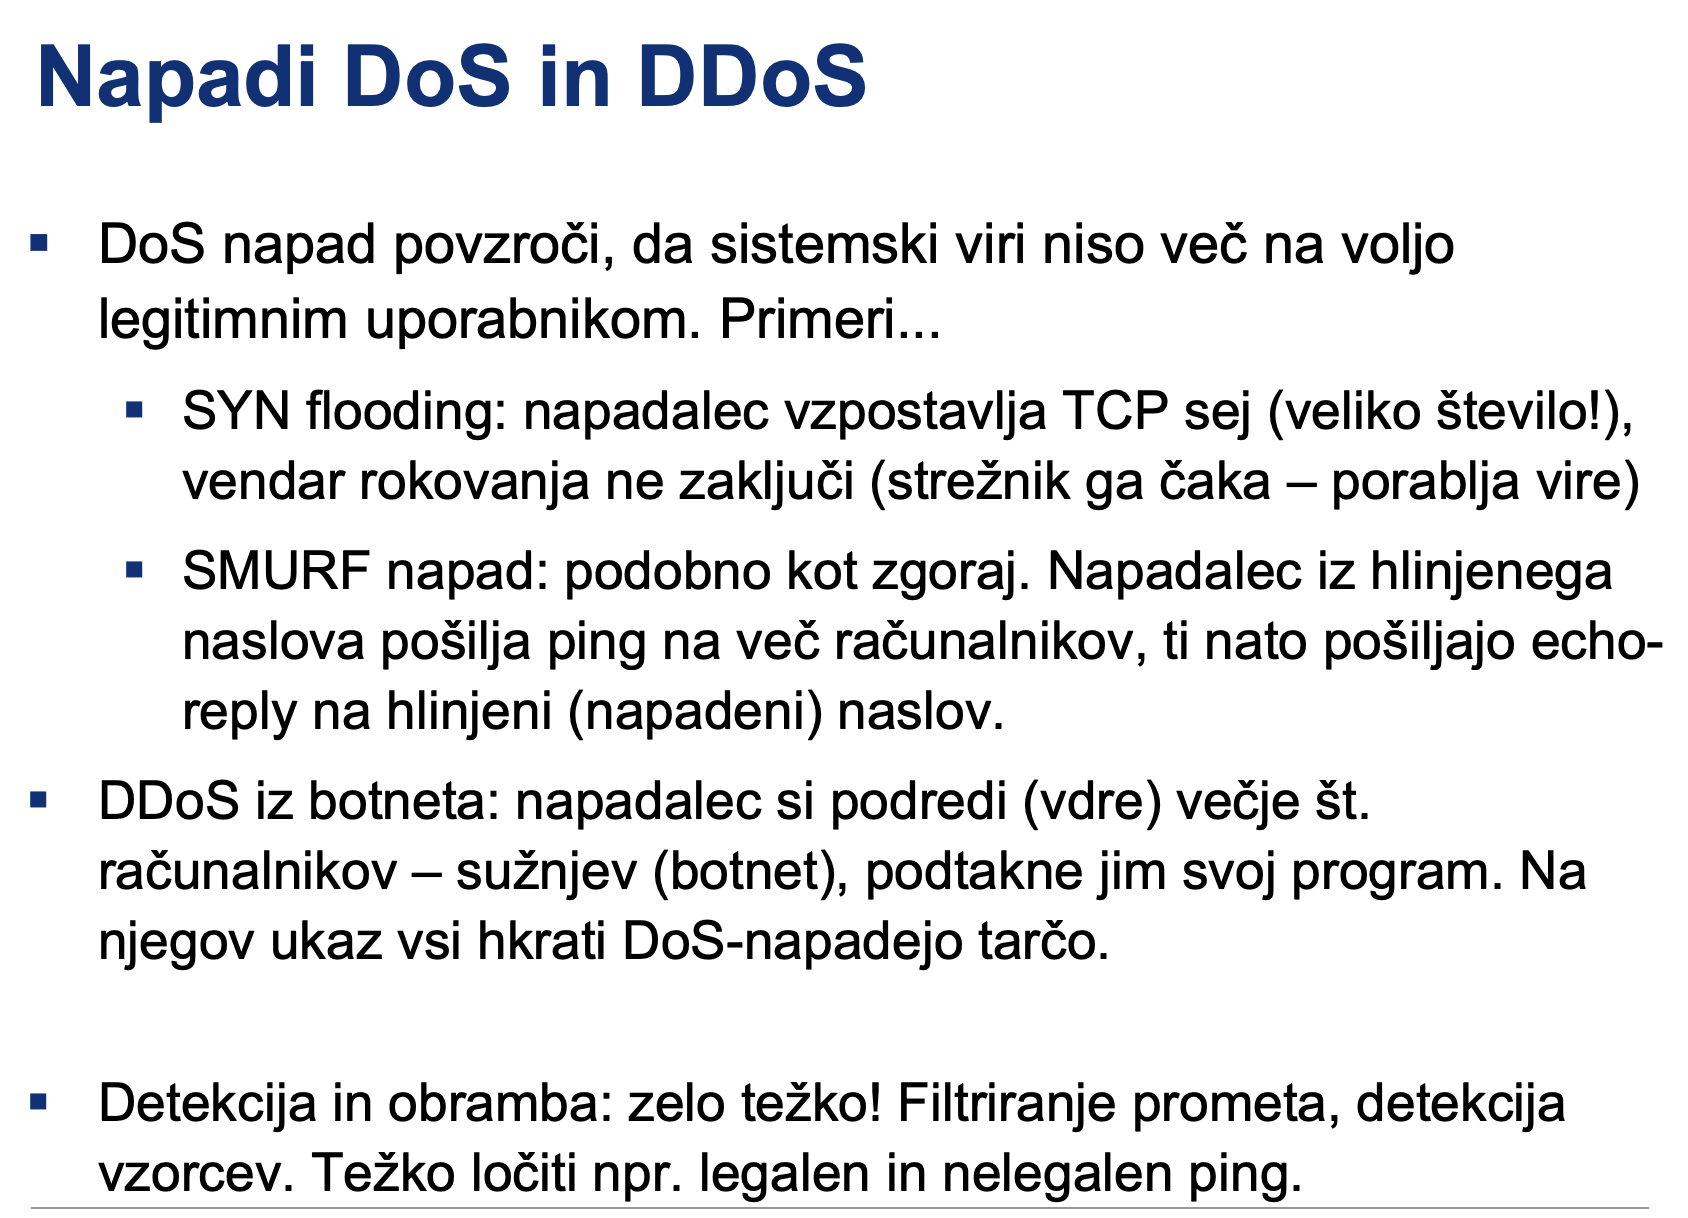 Napadi DoS in DDoS
▪ DoS napad povzroči, da sistemski viri niso več na voljo
legitimnim uporabnikom. Primeri...
▪ SYN flooding: napadalec vzpostavlja TCP sej (veliko število!),
vendar rokovanja ne zaključi (strežnik ga čaka – porablja vire)
▪ SMURF napad: podobno kot zgoraj. Napadalec iz hlinjenega
naslova pošilja ping na več računalnikov, ti nato pošiljajo echo-
reply na hlinjeni (napadeni) naslov.
▪ DDoS iz botneta: napadalec si podredi (vdre) večje št.
računalnikov – sužnjev (botnet), podtakne jim svoj program. Na
njegov ukaz vsi hkrati DoS-napadejo tarčo.
▪ Detekcija in obramba: zelo težko! Filtriranje prometa, detekcija
vzorcev. Težko ločiti npr. legalen in nelegalen ping.